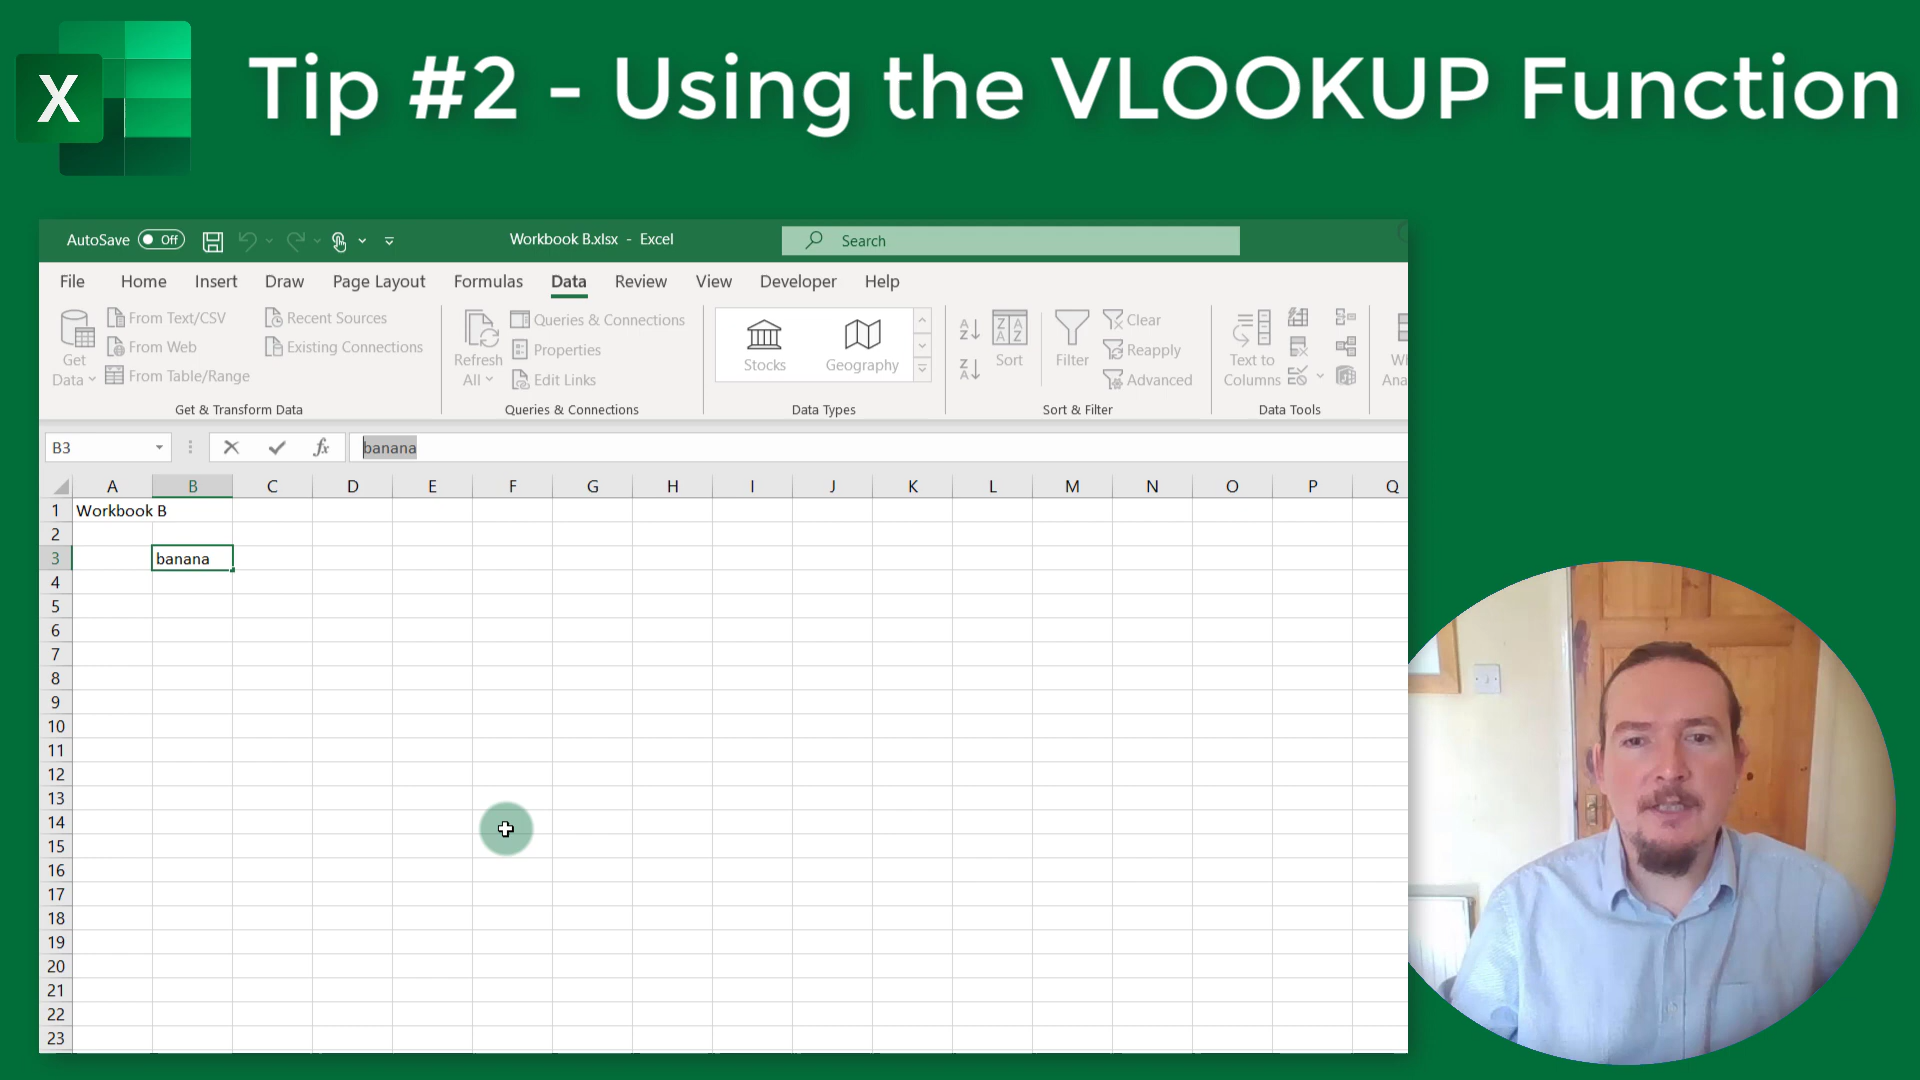 X
Tip #2 - Using the VLOOKUP Function
AutoSave Off
Workbook B.xlsx - Excel
Search
File Home Insert Draw Page Layout Formulas Data Review View Developer Help
Get Data
From Text/CSV
From Web
From Table/Range
Recent Sources
Existing Connections
Get & Transform Data
Refresh All
Queries & Connections
Properties
Edit Links
Queries & Connections
Stocks
Geography
Data Types
Sort
Filter
Clear
Reapply
Advanced
Sort & Filter
Text to
Columns
Data Tools
B3
fx
banana
A B C D E F G H I J K L M N O P Q
1 Workbook B
2
3 banana
4
5
6
7
8
9
10
11
12
13
14
15
16
17
18
19
20
21
22
23